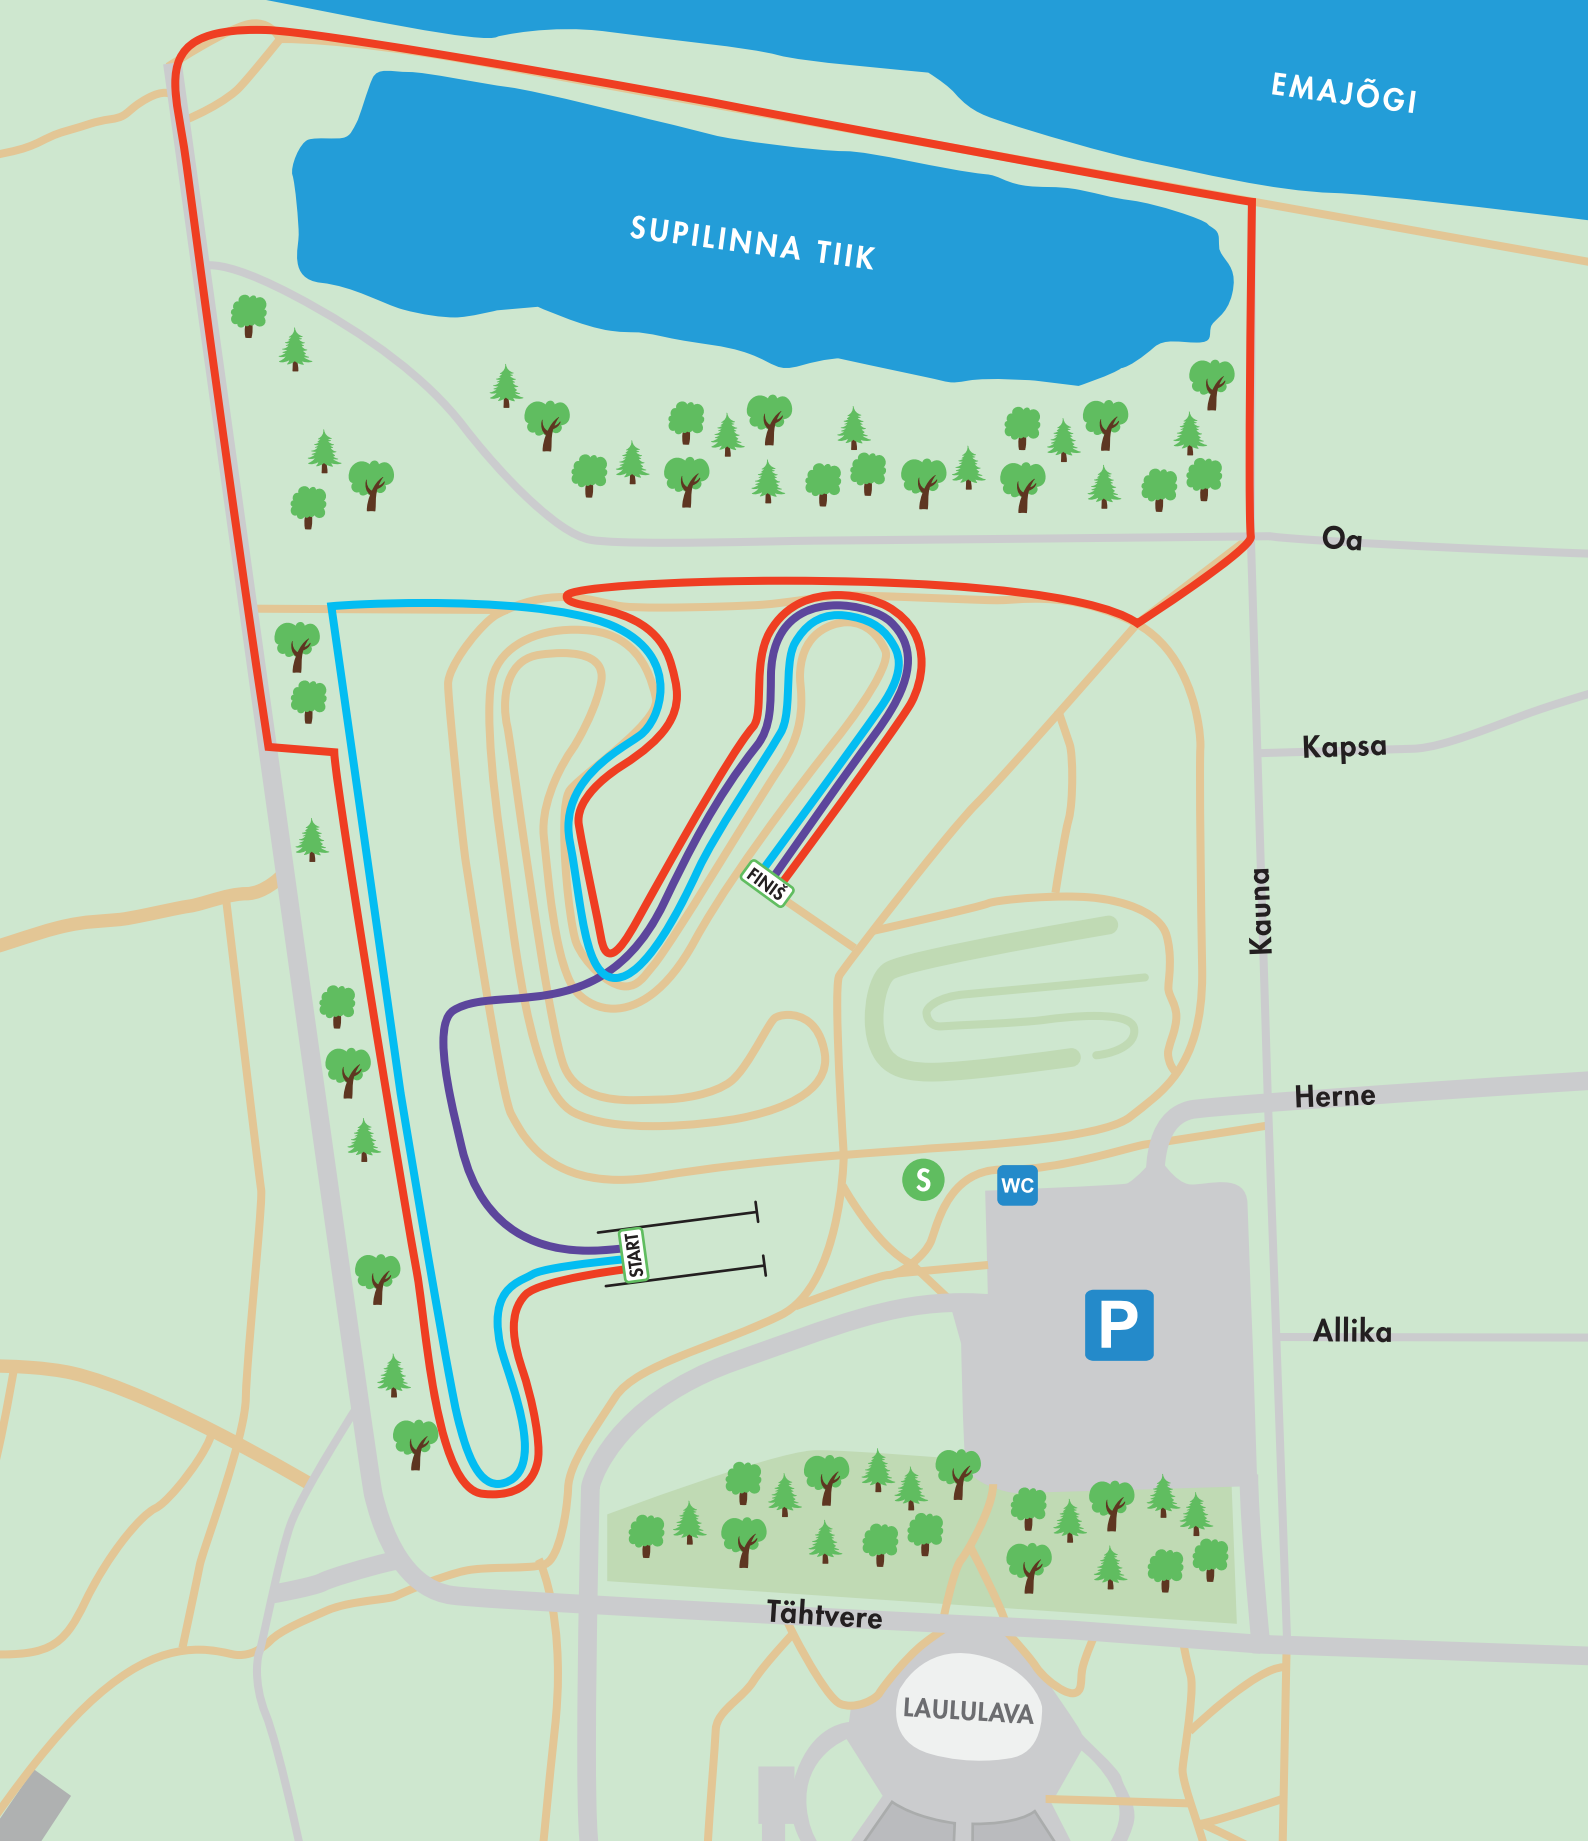 EMAJÕGI
SUPILINNA TIIK
Oa
Kapsa
FINIŠ
Kauna
Herne
S
WC
START
P
Allika
Tähtvere
LAULULAVA